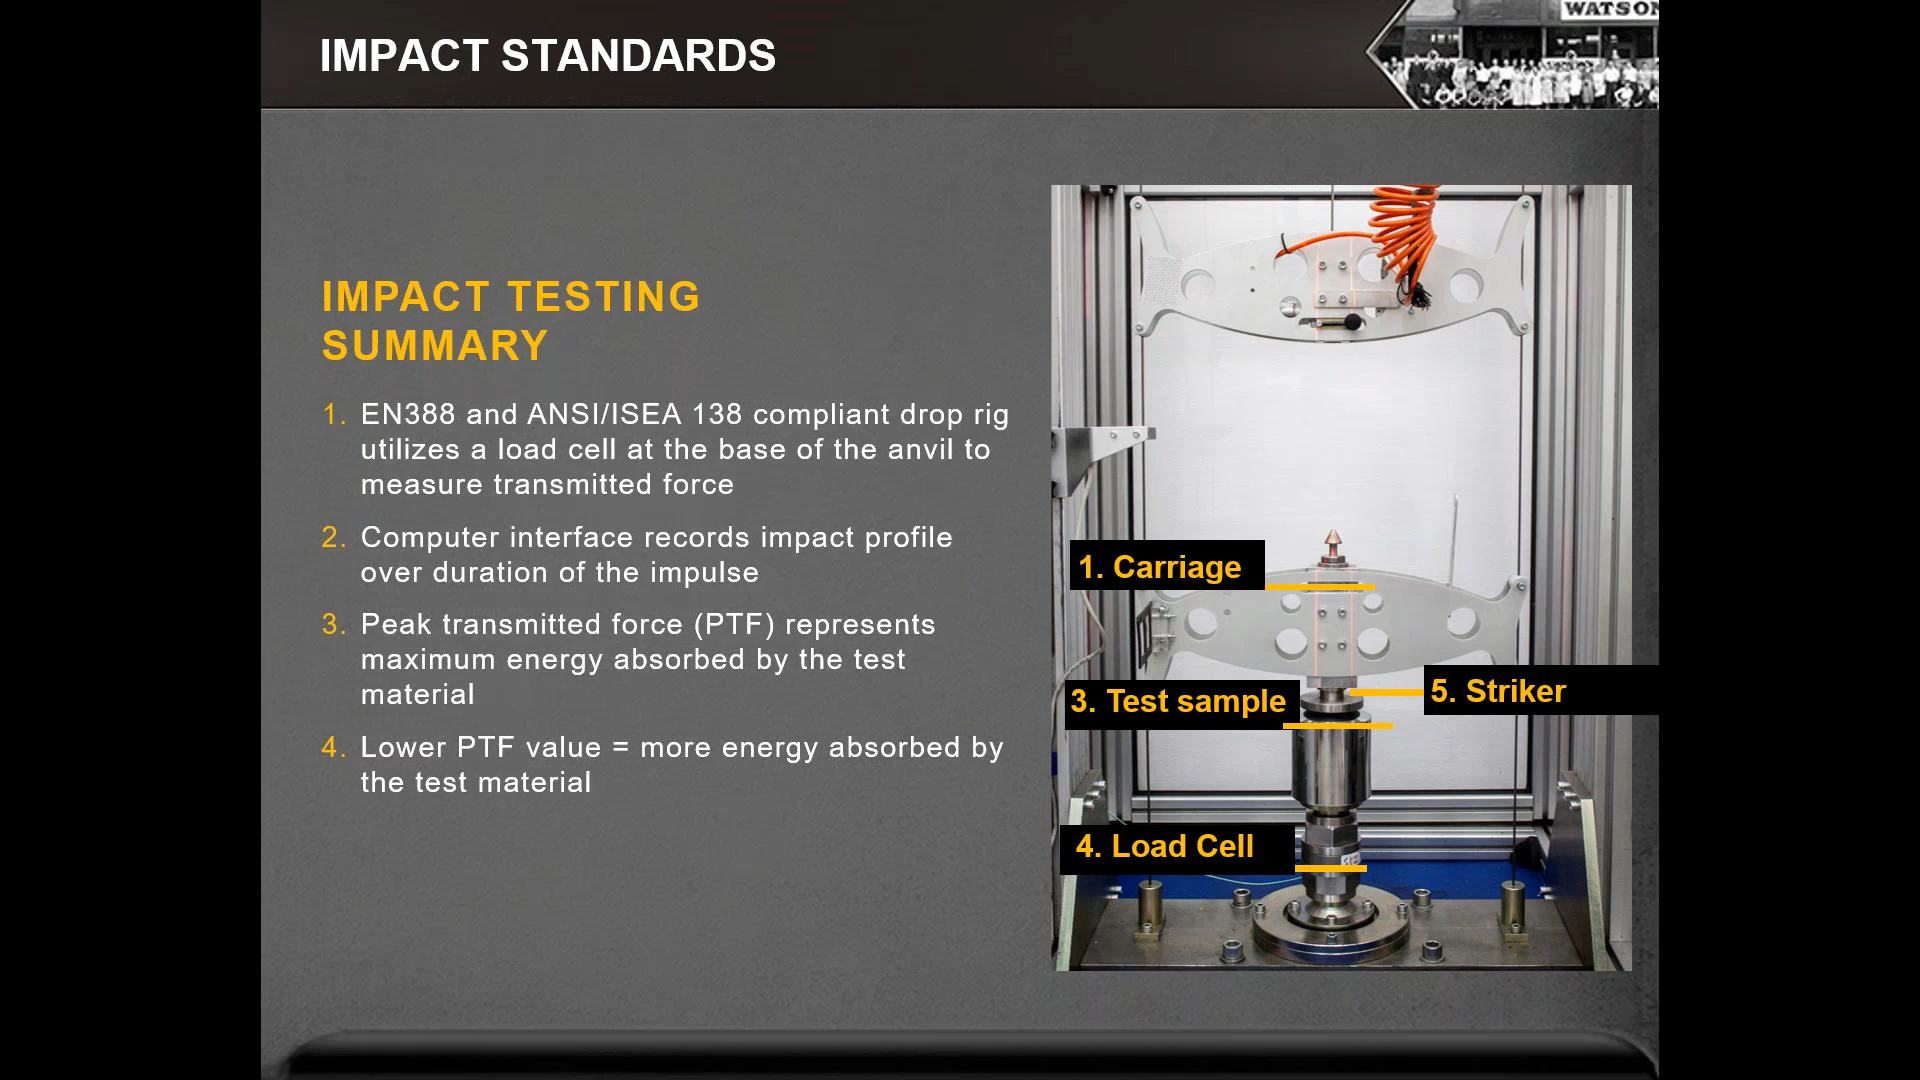 IMPACT STANDARDS
WATSON
IMPACT TESTING
SUMMARY
1. EN388 and ANSI/ISEA 138 compliant drop rig
utilizes a load cell at the base of the anvil to
measure transmitted force
2. Computer interface records impact profile
over duration of the impulse
3. Peak transmitted force (PTF) represents
maximum energy absorbed by the test
material
4. Lower PTF value = more energy absorbed by
the test material
1. Carriage
5. Striker
3. Test sample
4. Load Cell